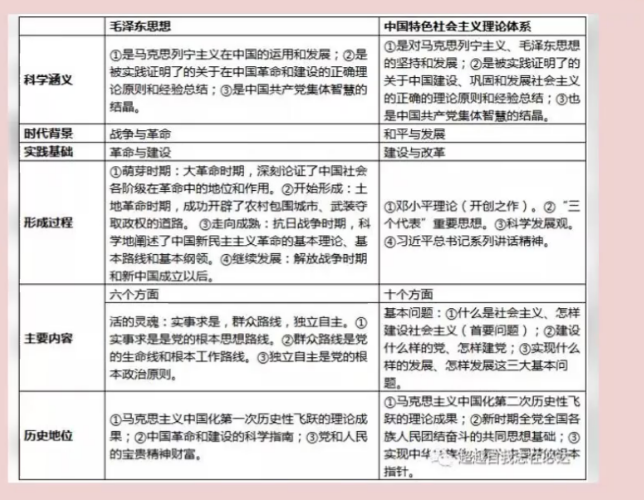 毛泽东思想
中国特色社会主义理论体系
科学涵义
①是马克思列宁主义在中国的运用和发展；②是
被实践证明了的关于在中国革命和建设的正确理
论原则和经验总结；③是中国共产党集体智慧的
结晶。
①是对马克思列宁主义、毛泽东思想
的坚持和发展；②是被实践证明了的
关于中国建设、巩固和发展社会主义
的正确的理论原则和经验总结；③也
是中国共产党集体智慧的结晶。
时代背景
战争与革命
和平与发展
实践基础
革命与建设
建设与改革
形成过程
①萌芽时期：大革命时期，深刻论证了中国社会
各阶级在革命中的地位和作用。②开始形成：土
地革命时期，成功开辟了农村包围城市、武装夺
取政权的道路。③走向成熟：抗日战争时期，科
学地阐述了中国新民主主义革命的基本理论、基
本路线和基本纲领。④继续发展：解放战争时期
和新中国成立以后。
①邓小平理论（开创之作）。②“三
个代表”重要思想。③科学发展观。
④习近平总书记系列讲话精神。
主要内容
六个方面
十个方面
活的灵魂：实事求是，群众路线，独立自主。①
实事求是是党的根本思想路线。②群众路线是党
的生命线和根本工作路线。③独立自主是党的根
本政治原则。
基本问题：①什么是社会主义、怎样
建设社会主义（首要问题）；②建设
什么样的党、怎样建党；③实现什么
样的发展、怎样发展这三大基本问
题。
历史地位
①马克思主义中国化第一次历史性飞跃的理论成
果；②中国革命和建设的科学指南；③党和人民
的宝贵精神财富。
①马克思主义中国化第二次历史性飞
跃的理论成果；②新时期全党全国各
族人民团结奋斗的共同思想基础；③
实现中华民族
根本
指针。